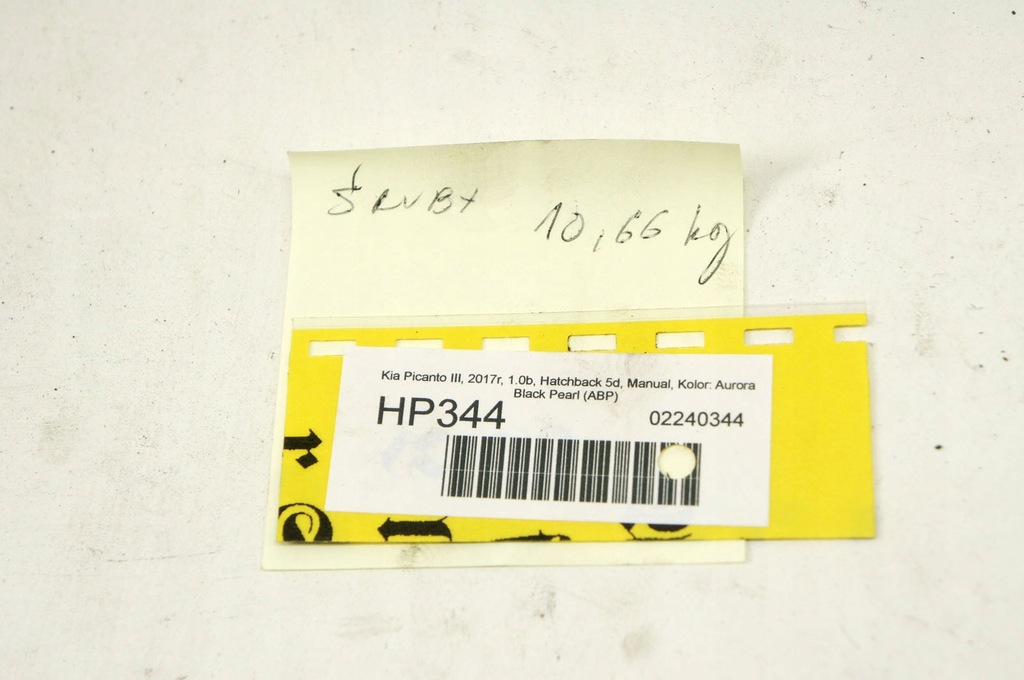 ŚRUBY
10,66 kg
Kia Picanto III, 2017r, 1.0b, Hatchback 5d, Manual, Kolor: Aurora
Black Pearl (ABP)
HP344
02240344